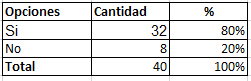 Opciones Cantidad %
Si 32 80%
No 8 20%
Total 40 100%